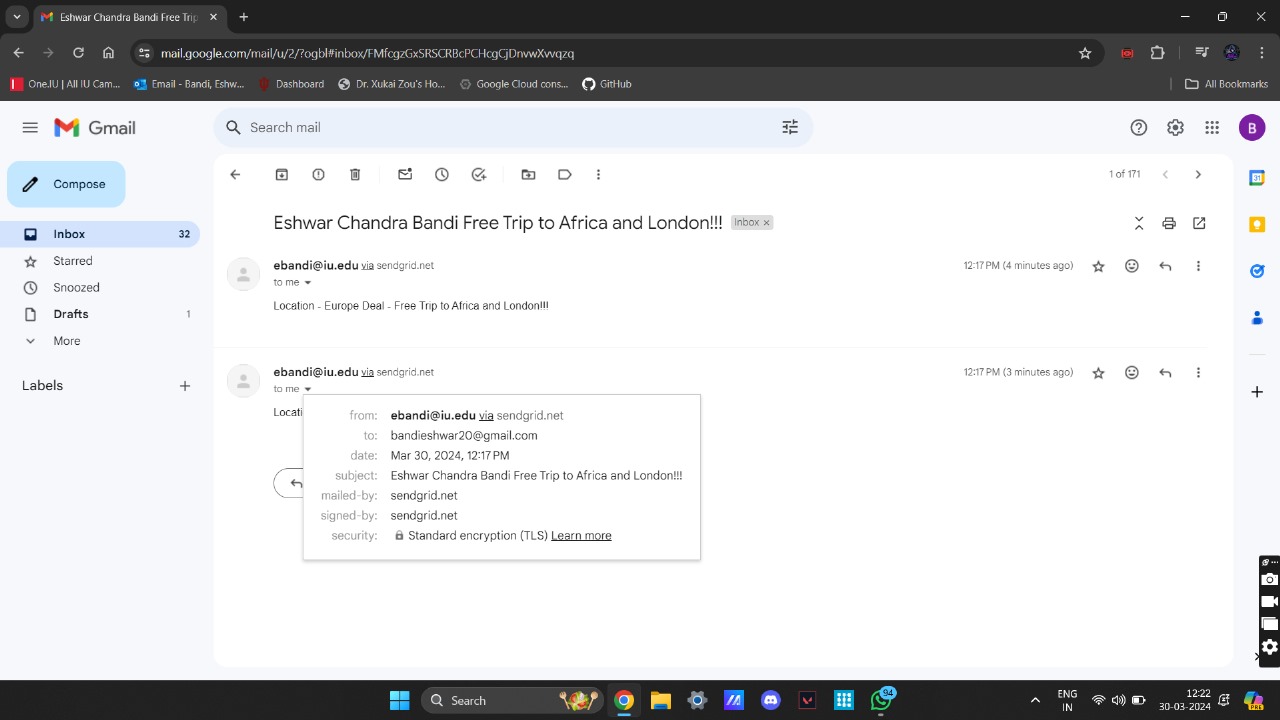 Eshwar Chandra Bandi Free Trip
mail.google.com/mail/u/2/?ogbl#inbox/FMfcgzGxSRSCRBcPCHcgCjDnvwXvvqzq
OneJU | All IU Cam... Email - Bandi, Eshw... Dashboard Dr. Xukai Zou's Ho... Google Cloud cons... GitHub All Bookmarks
Gmail
Search mail
B
Compose
1 of 171
Eshwar Chandra Bandi Free Trip to Africa and London!!! Inbox
Inbox 32
Starred
Snoozed
Drafts 1
More
Labels
ebandi@iu.edu via sendgrid.net 12:17 PM (4 minutes ago)
to me
Location - Europe Deal - Free Trip to Africa and London!!!
ebandi@iu.edu via sendgrid.net 12:17 PM (3 minutes ago)
to me
Locati
from: ebandi@iu.edu via sendgrid.net
to: bandieshwar20@gmail.com
date: Mar 30, 2024, 12:17 PM
subject: Eshwar Chandra Bandi Free Trip to Africa and London!!!
mailed-by: sendgrid.net
signed-by: sendgrid.net
security: Standard encryption (TLS) Learn more
31
Search
94
ENG
IN
12:22
30-03-2024
PRE